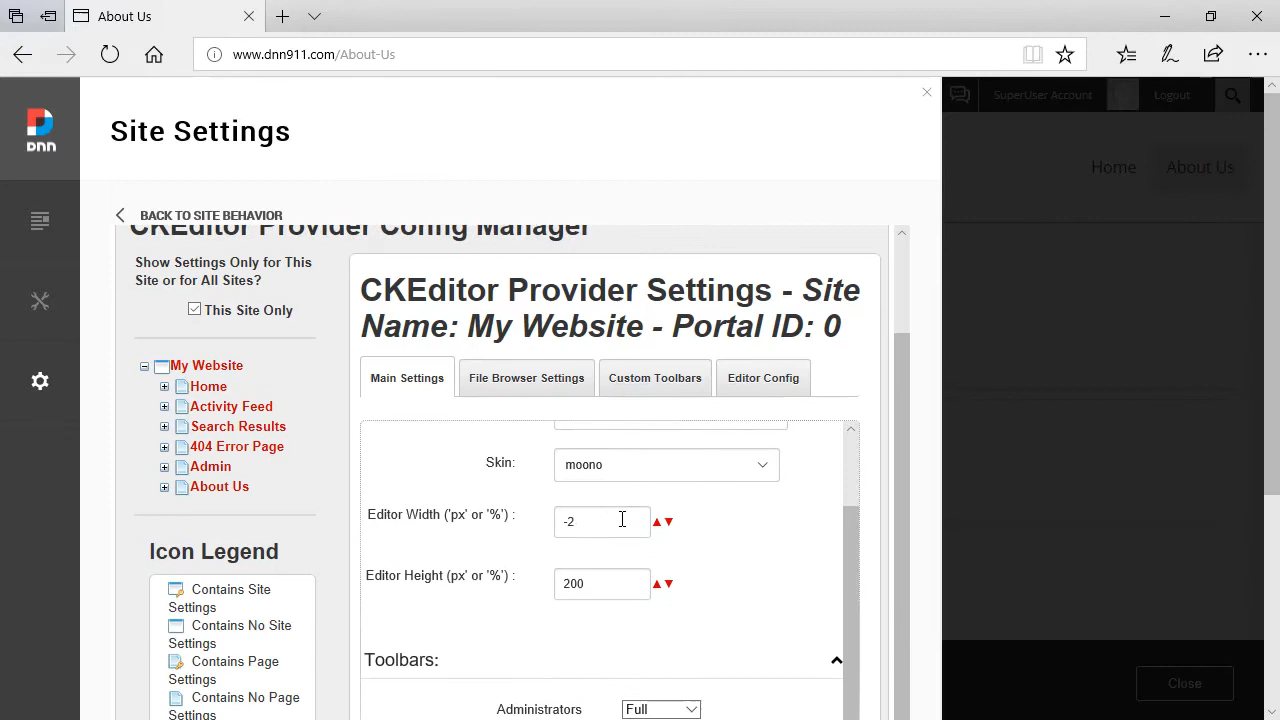 About Us
www.dnn911.com/About-Us
SuperUser Account
Logout
DNN
Site Settings
Home
About Us
BACK TO SITE BEHAVIOR
CKEditor Provider Config Manager
Show Settings Only for This
Site or for All Sites?
This Site Only
My Website
Home
Activity Feed
Search Results
404 Error Page
Admin
About Us
Icon Legend
Contains Site
Settings
Contains No Site
Settings
Contains Page
Settings
Contains No Page
Settings
CKEditor Provider Settings - Site
Name: My Website - Portal ID: 0
Main Settings
File Browser Settings
Custom Toolbars
Editor Config
Skin:
moono
Editor Width ('px' or '%') :
-2
Editor Height (px' or '%') :
200
Toolbars:
Administrators
Full
Close